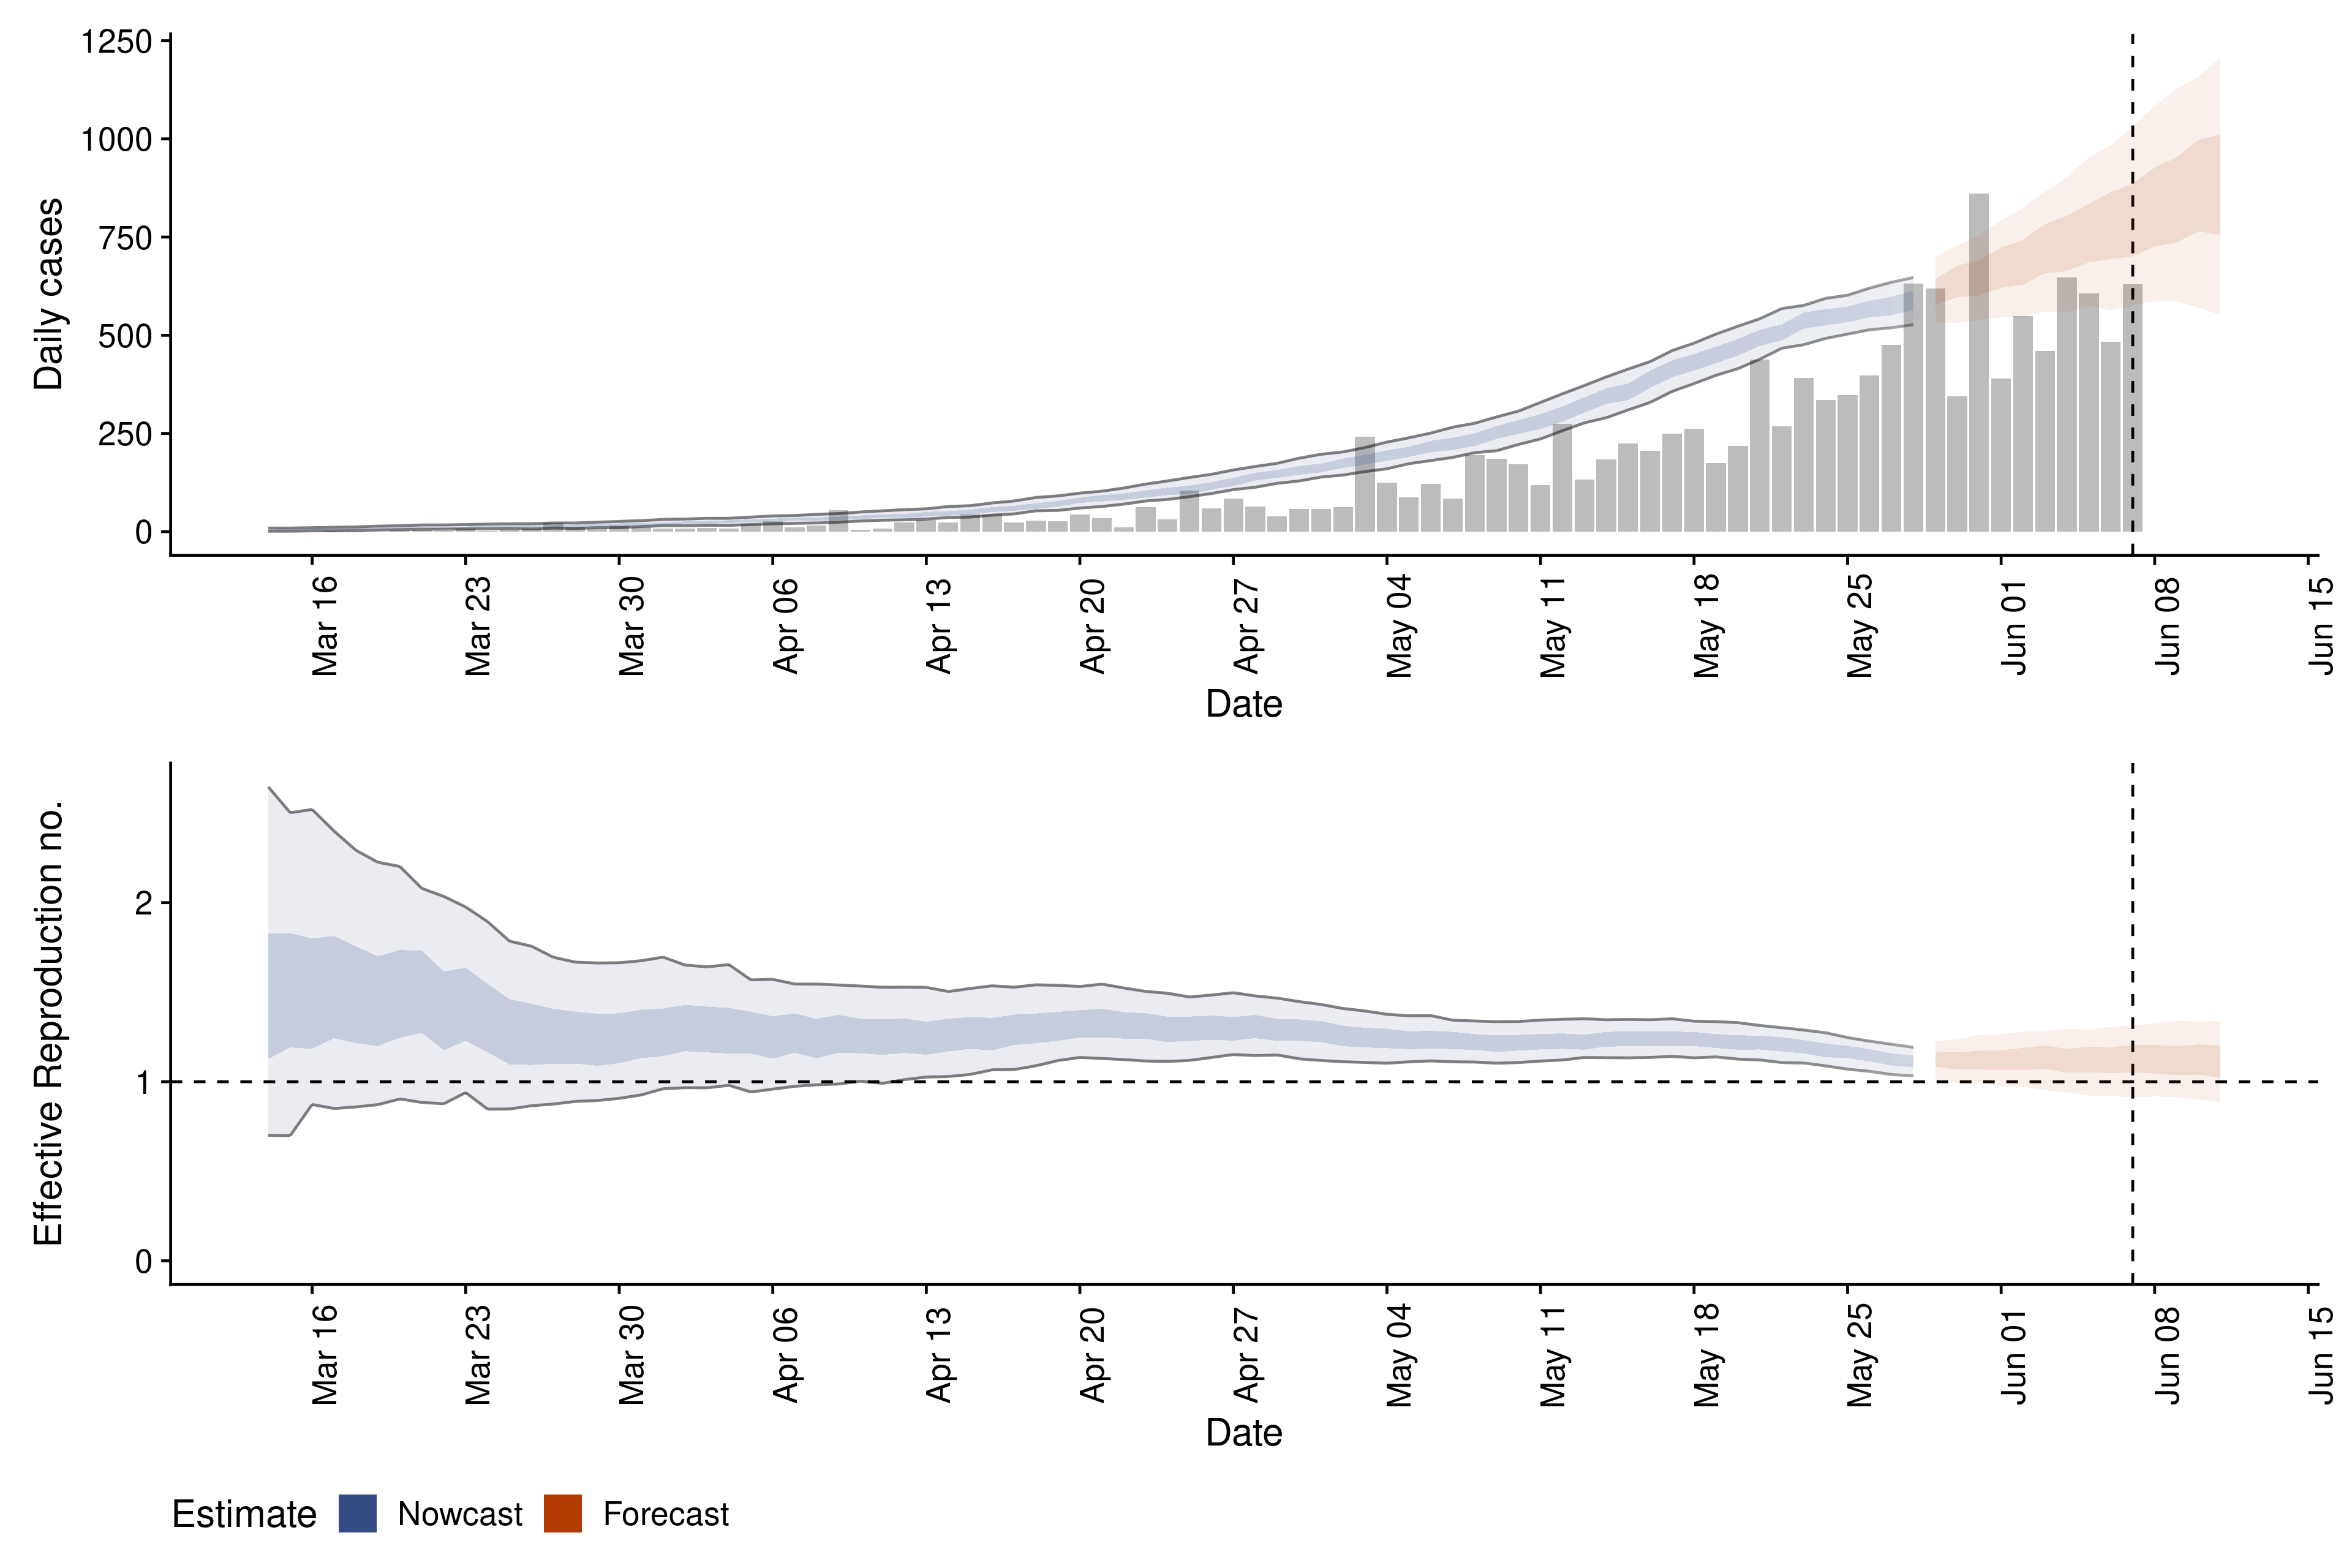 1250
1000
750
500
250
0
Daily cases
Mar 16
Mar 23
Mar 30
Apr 06
Apr 13
Apr 20
Apr 27
May 04
May 11
May 18
May 25
Jun 01
Jun 08
Jun 15
Date
2
1
0
Effective Reproduction no.
Mar 16
Mar 23
Mar 30
Apr 06
Apr 13
Apr 20
Apr 27
May 04
May 11
May 18
May 25
Jun 01
Jun 08
Jun 15
Date
Estimate Nowcast Forecast